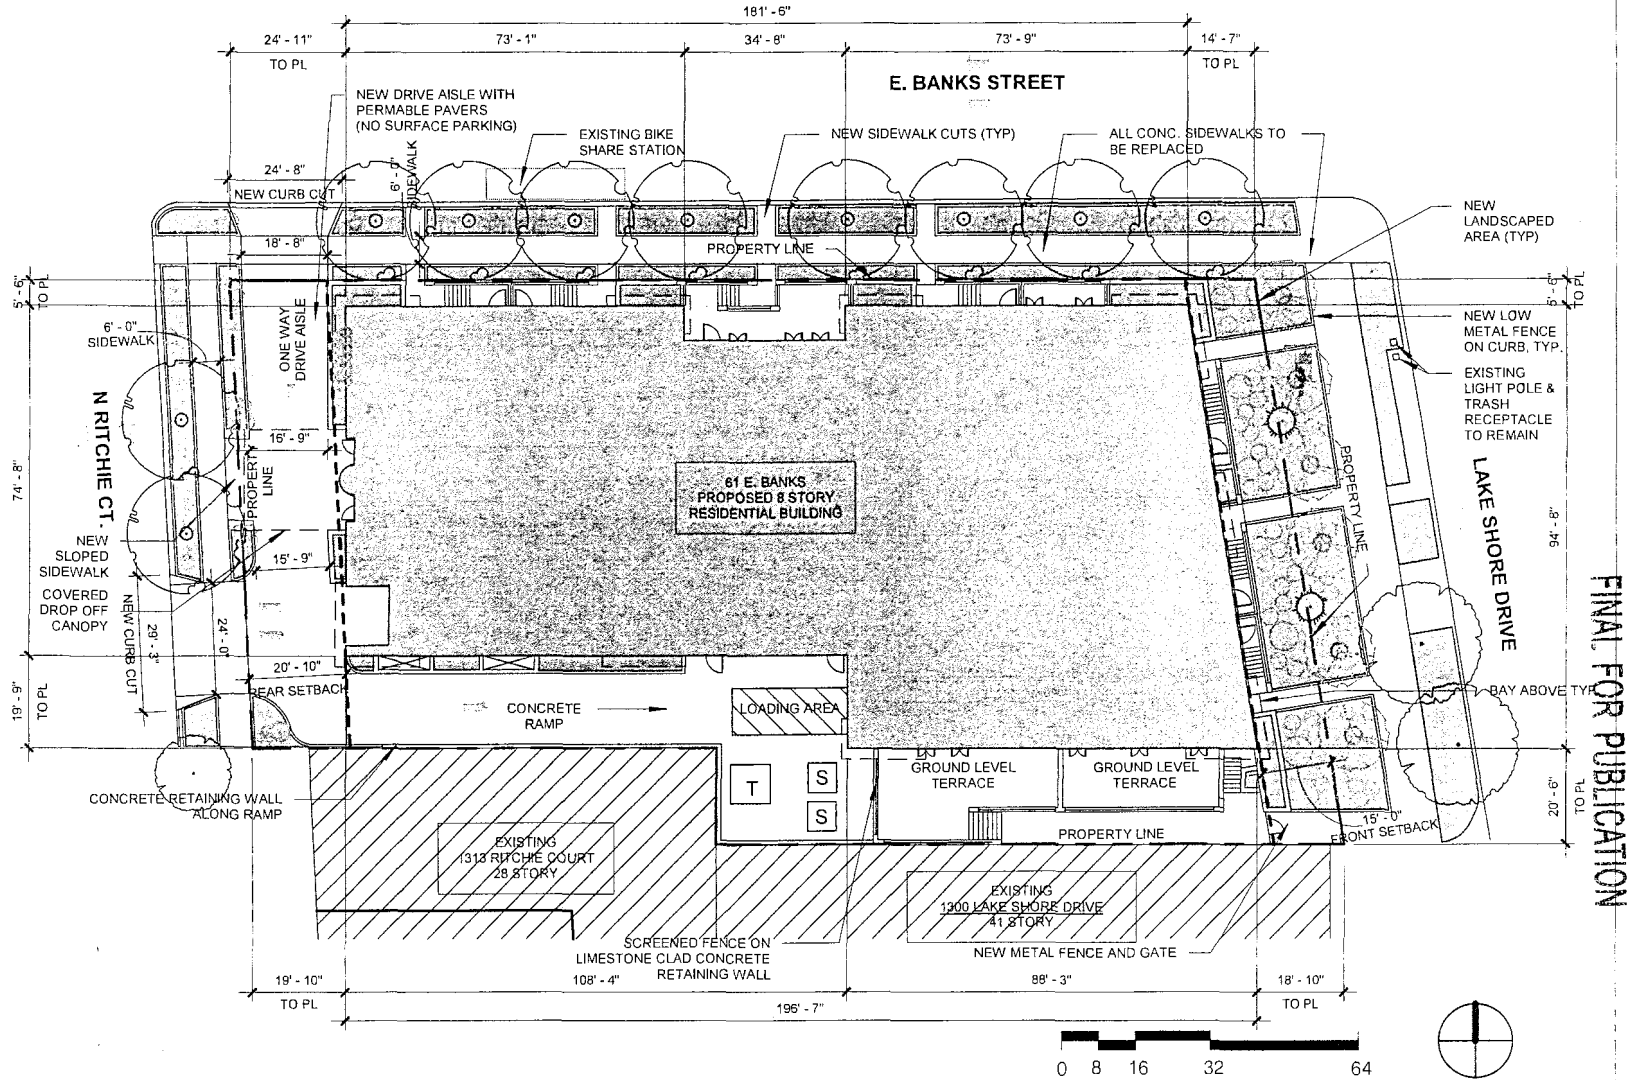 181' - 6"
24' - 11"
73' - 1"
34' - 8"
73' - 9"
14' - 7"
TO PL
TO PL
E. BANKS STREET
NEW DRIVE AISLE WITH
PERMABLE PAVERS
(NO SURFACE PARKING)
EXISTING BIKE
SHARE STATION
NEW SIDEWALK CUTS (TYP)
ALL CONC. SIDEWALKS TO
BE REPLACED
24' - 8"
NEW CURB CUT
6' - 0"
SIDEWALK
NEW
LANDSCAPED
AREA (TYP)
18' - 8"
PROPERTY LINE
5' - 6"
TO PL
5' - 6"
TO PL
ONE WAY
DRIVE AISLE
6' - 0"
SIDEWALK
NEW LOW
METAL FENCE
ON CURB, TYP.
EXISTING
LIGHT POLE &
TRASH
RECEPTACLE
TO REMAIN
N RITCHIE CT.
74' - 8"
16' - 9"
PROPERTY
LINE
61 E. BANKS
PROPOSED 8 STORY
RESIDENTIAL BUILDING
PROPERTY LINE
LAKE SHORE DRIVE
94' - 8"
NEW
SLOPED
SIDEWALK
15' - 9"
COVERED
DROP OFF
CANOPY
NEW CURB CUT
29' - 3"
24' - 0"
20' - 10"
REAR SETBACK
19' - 9"
TO PL
CONCRETE
RAMP
LOADING AREA
BAY ABOVE TYP
GROUND LEVEL
TERRACE
GROUND LEVEL
TERRACE
T
S
S
CONCRETE RETAINING WALL
ALONG RAMP
20' - 6"
TO PL
15' - 0"
FRONT SETBACK
PROPERTY LINE
EXISTING
1313 RITCHIE COURT
28 STORY
EXISTING
1300 LAKE SHORE DRIVE
41 STORY
SCREENED FENCE ON
LIMESTONE CLAD CONCRETE
RETAINING WALL
NEW METAL FENCE AND GATE
19' - 10"
TO PL
108' - 4"
88' - 3"
18' - 10"
TO PL
196' - 7"
0 8 16 32 64
FINAL FOR PUBLICATION